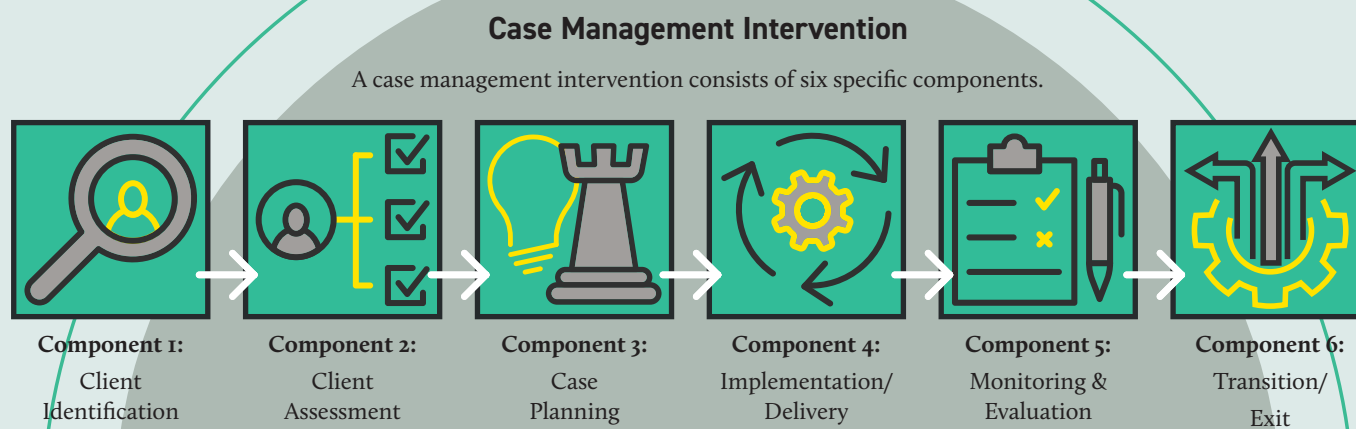 Case Management Intervention
A case management intervention consists of six specific components.
Component 1:
Client
Identification
Component 2:
Client
Assessment
Component 3:
Case
Planning
Component 4:
Implementation/
Delivery
Component 5:
Monitoring &
Evaluation
Component 6:
Transition/
Exit